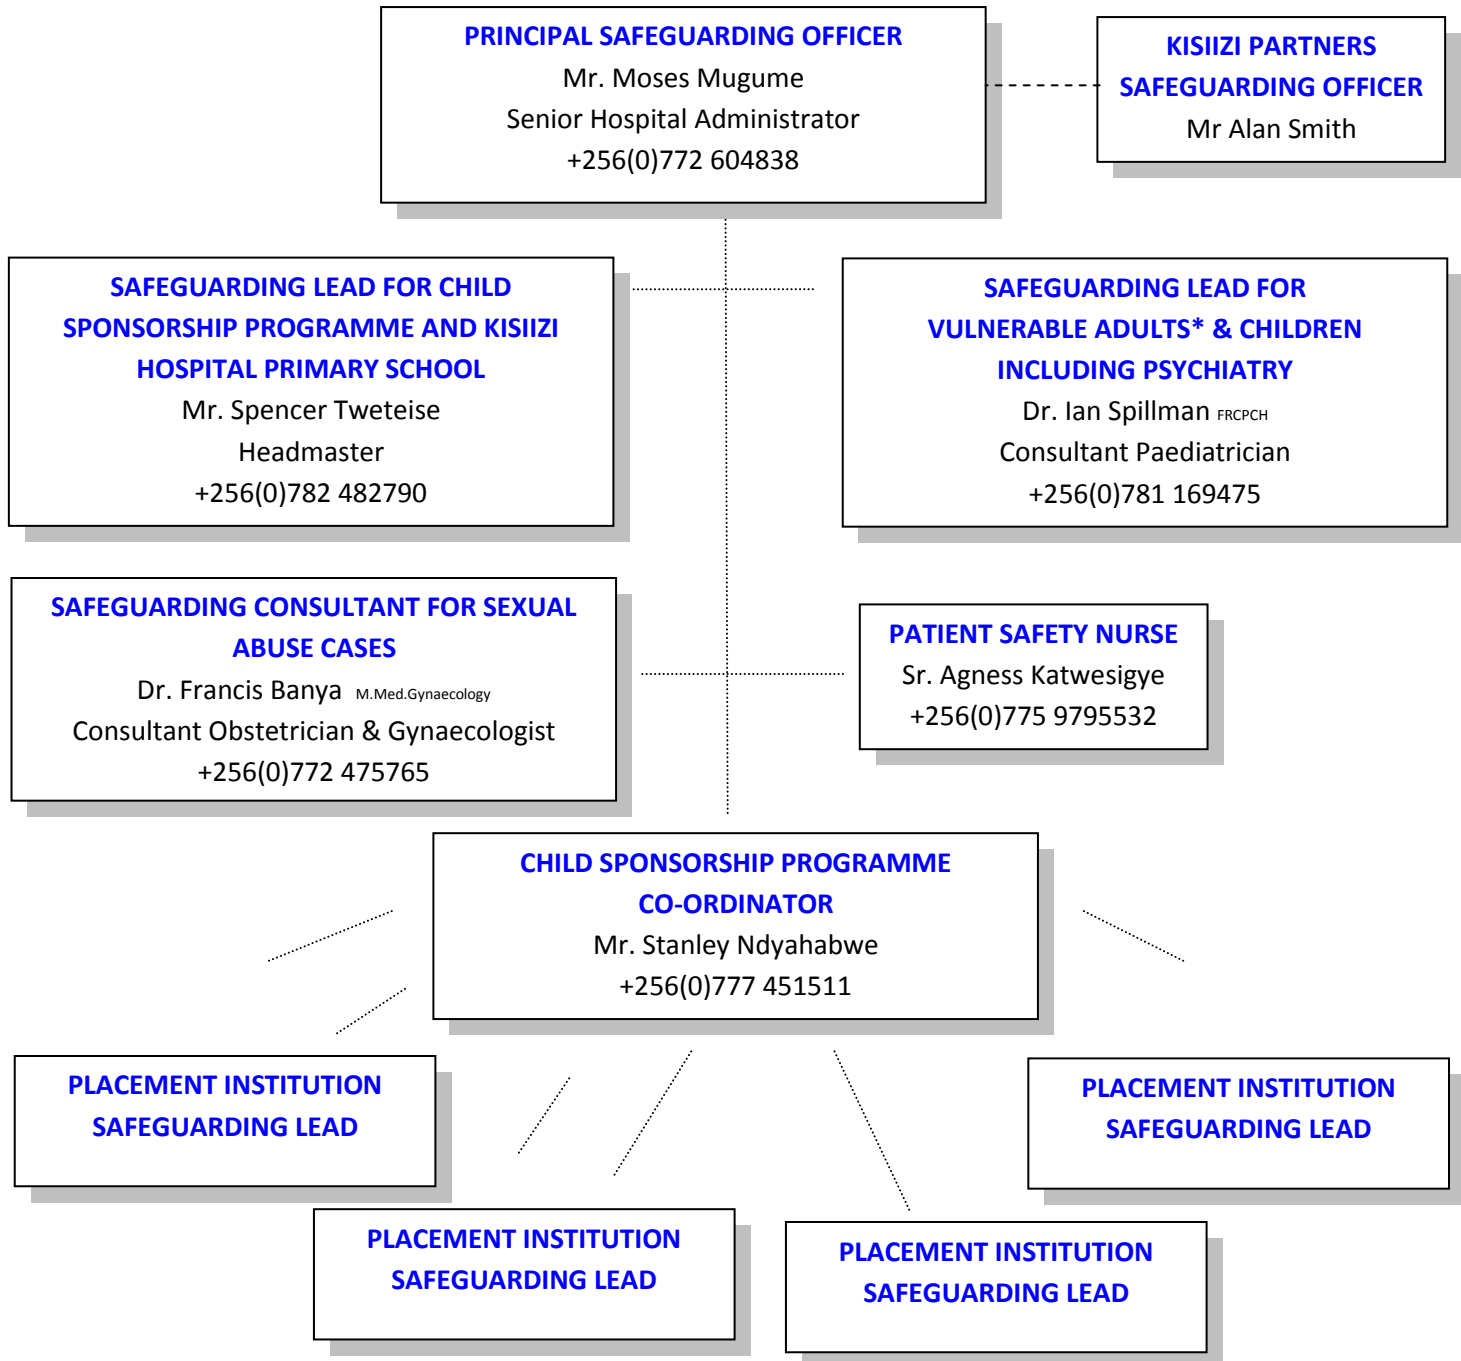 PRINCIPAL SAFEGUARDING OFFICER
Mr. Moses Mugume
Senior Hospital Administrator
+256(0)772 604838
KISIIZI PARTNERS
SAFEGUARDING OFFICER
Mr Alan Smith
SAFEGUARDING LEAD FOR CHILD
SPONSORSHIP PROGRAMME AND KISIIZI
HOSPITAL PRIMARY SCHOOL
Mr. Spencer Tweteise
Headmaster
+256(0)782 482790
SAFEGUARDING LEAD FOR
VULNERABLE ADULTS* & CHILDREN
INCLUDING PSYCHIATRY
Dr. Ian Spillman FRCPCH
Consultant Paediatrician
+256(0)781 169475
SAFEGUARDING CONSULTANT FOR SEXUAL
ABUSE CASES
Dr. Francis Banya M.Med.Gynaecology
Consultant Obstetrician & Gynaecologist
+256(0)772 475765
PATIENT SAFETY NURSE
Sr. Agness Katwesigye
+256(0)775 9795532
CHILD SPONSORSHIP PROGRAMME
CO-ORDINATOR
Mr. Stanley Ndyahabwe
+256(0)777 451511
PLACEMENT INSTITUTION
SAFEGUARDING LEAD
PLACEMENT INSTITUTION
SAFEGUARDING LEAD
PLACEMENT INSTITUTION
SAFEGUARDING LEAD
PLACEMENT INSTITUTION
SAFEGUARDING LEAD